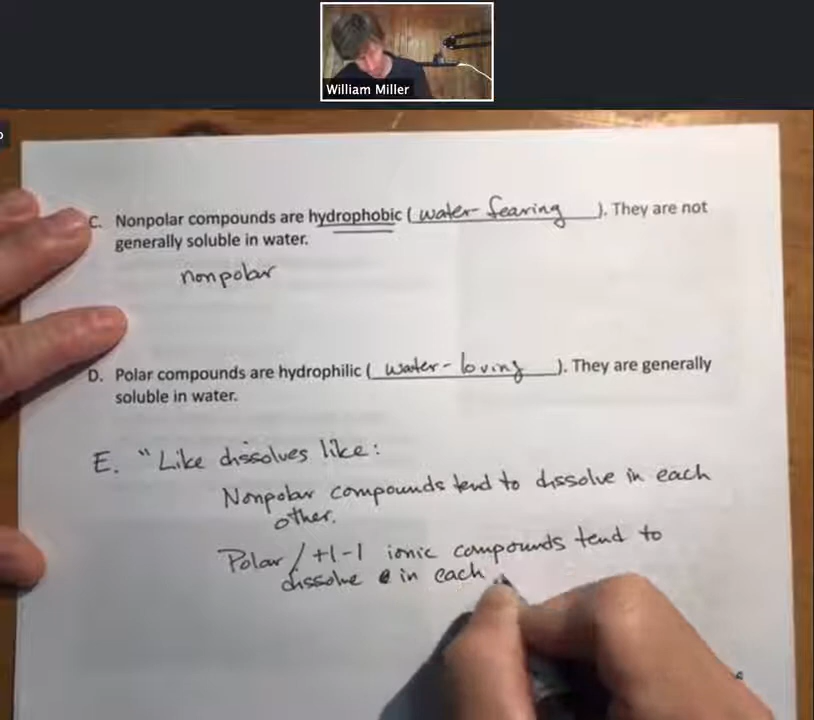 William Miller
C. Nonpolar compounds are hydrophobic (water-fearing). They are not
generally soluble in water.
nonpolar
D. Polar compounds are hydrophilic (water-loving). They are generally
soluble in water.
E. "Like dissolves like:
Nonpolar compounds tend to dissolve in each
other.
Polar / +1-1 ionic compounds tend to
dissolve in each